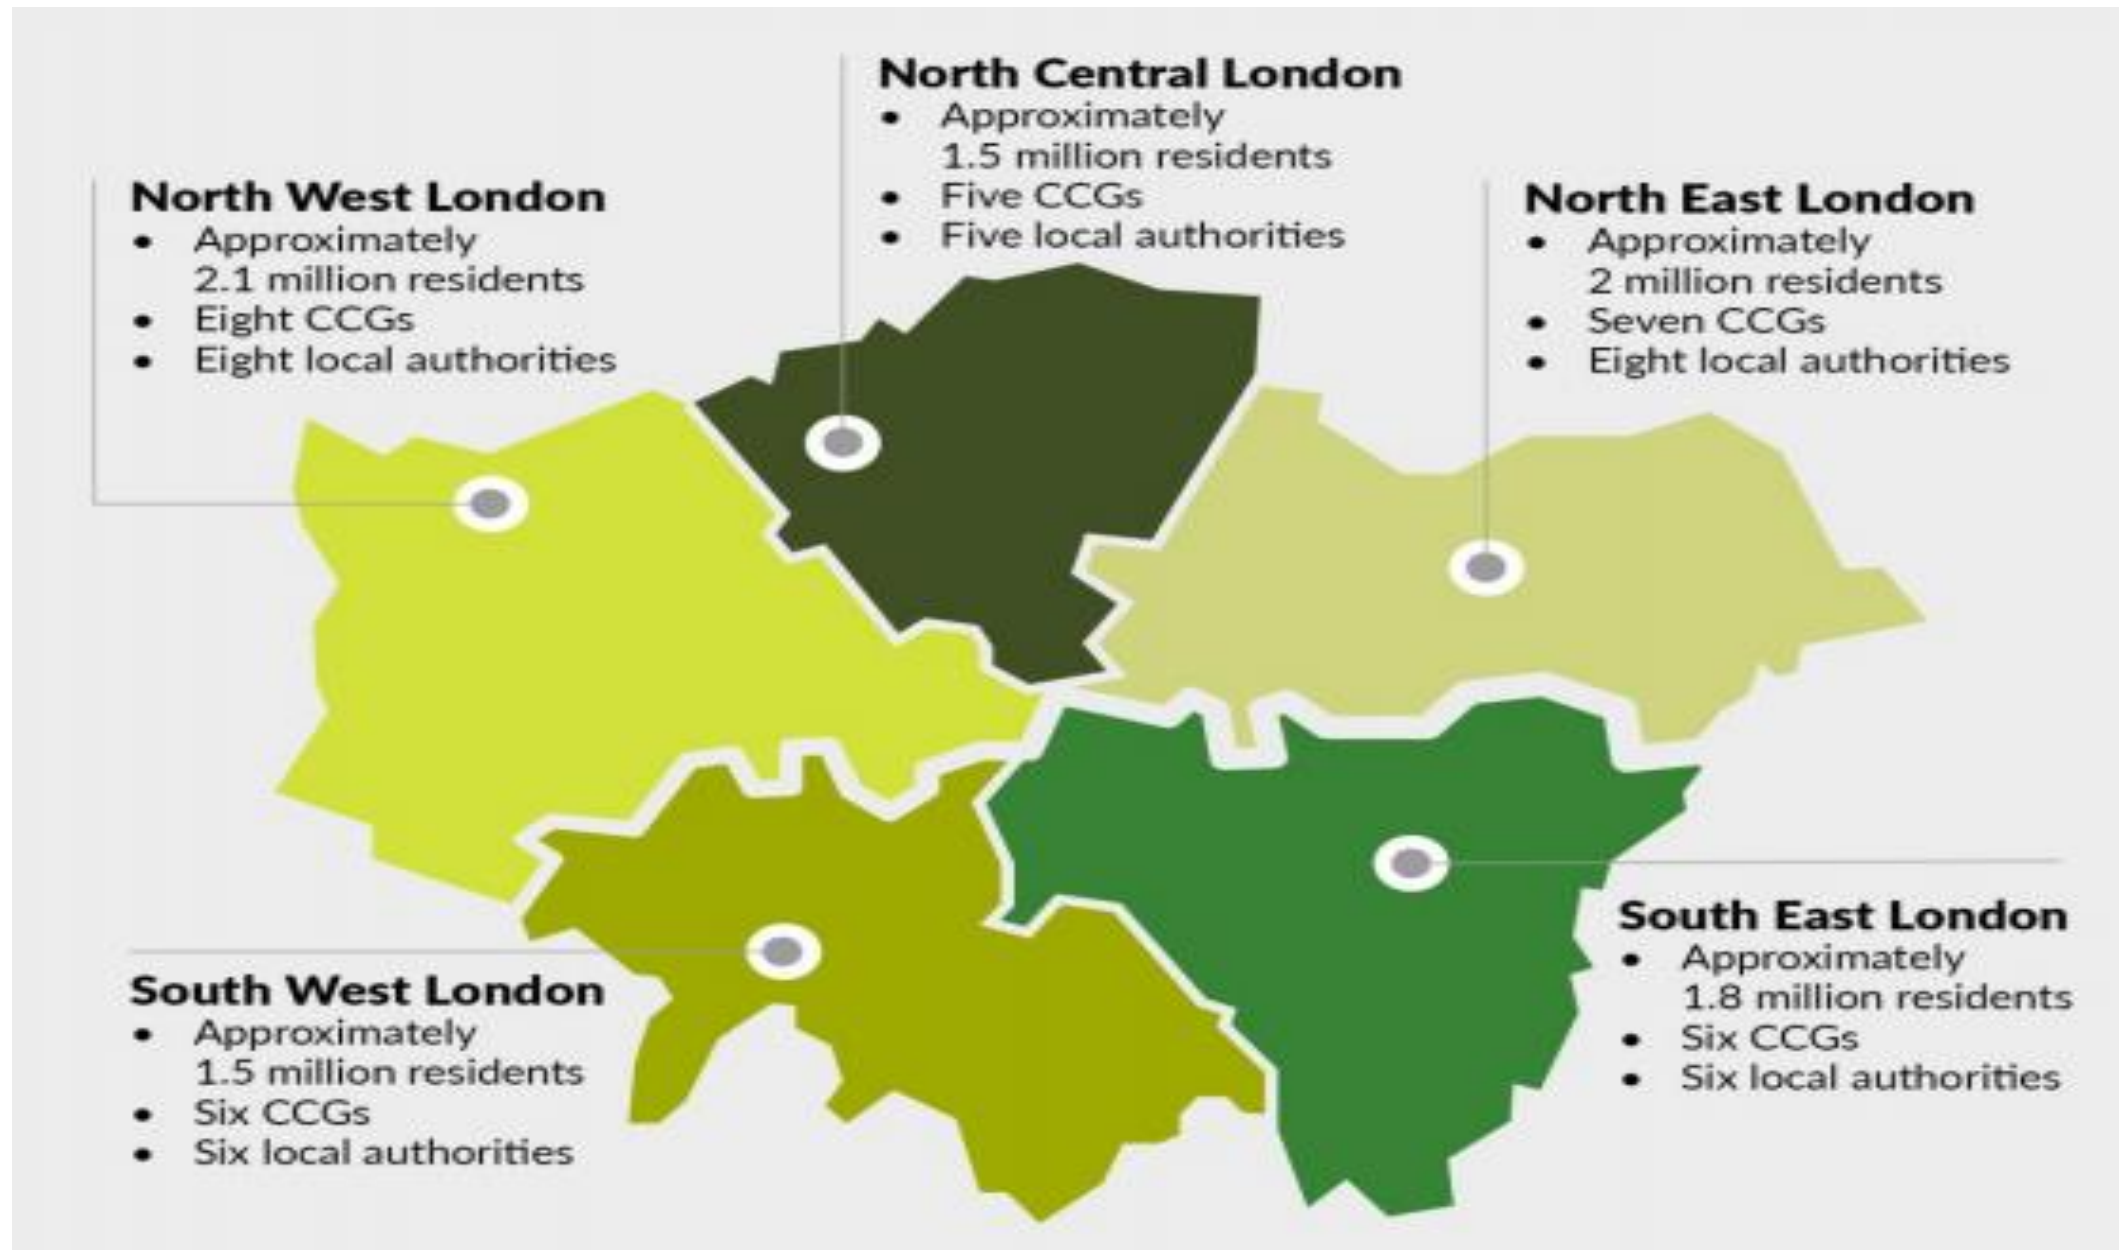 North Central London
• Approximately
1.5 million residents
• Five CCGs
• Five local authorities
North West London
• Approximately
2.1 million residents
• Eight CCGs
• Eight local authorities
North East London
• Approximately
2 million residents
• Seven CCGs
• Eight local authorities
South East London
• Approximately
1.8 million residents
• Six CCGs
• Six local authorities
South West London
• Approximately
1.5 million residents
• Six CCGs
• Six local authorities